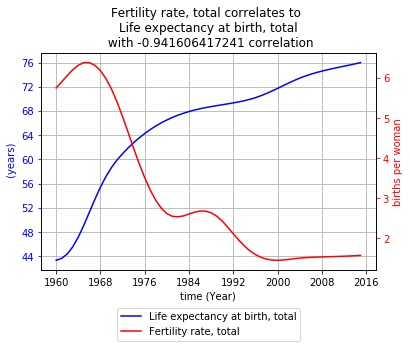 Fertility rate, total correlates to
Life expectancy at birth, total
with -0.941606417241 correlation
76
72
68
64
60
56
52
48
44
(years)
6
5
4
3
2
births per woman
1960 1968 1976 1984 1992 2000 2008 2016
time (Year)
Life expectancy at birth, total
Fertility rate, total